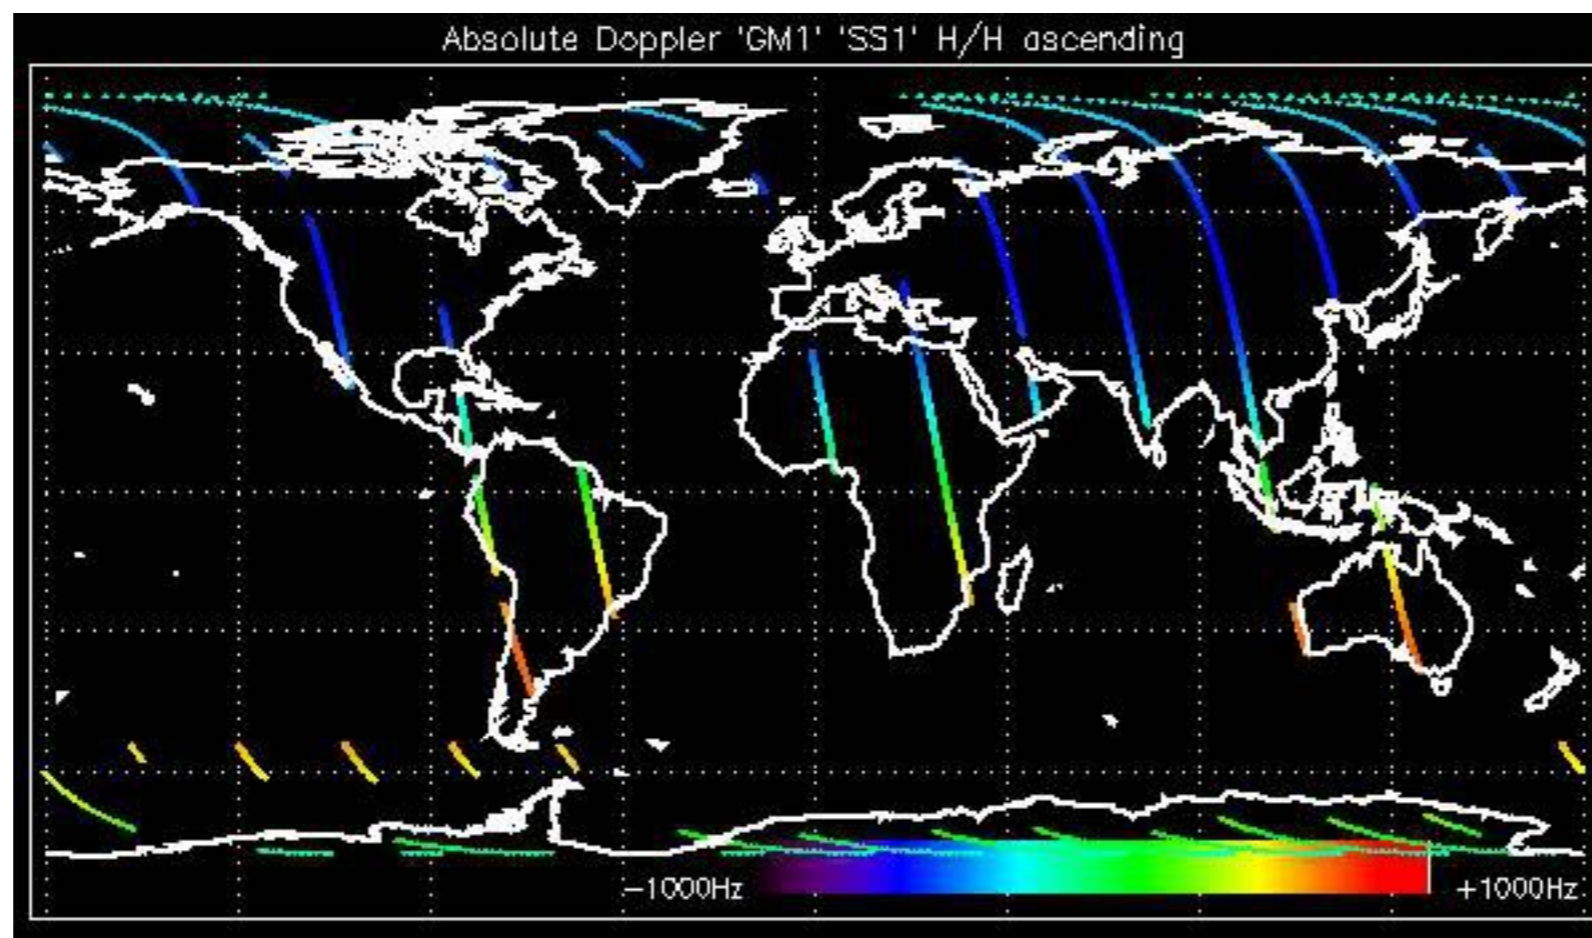 Absolute Doppler 'GM1' 'SS1' H/H ascending
−1000Hz
+1000Hz